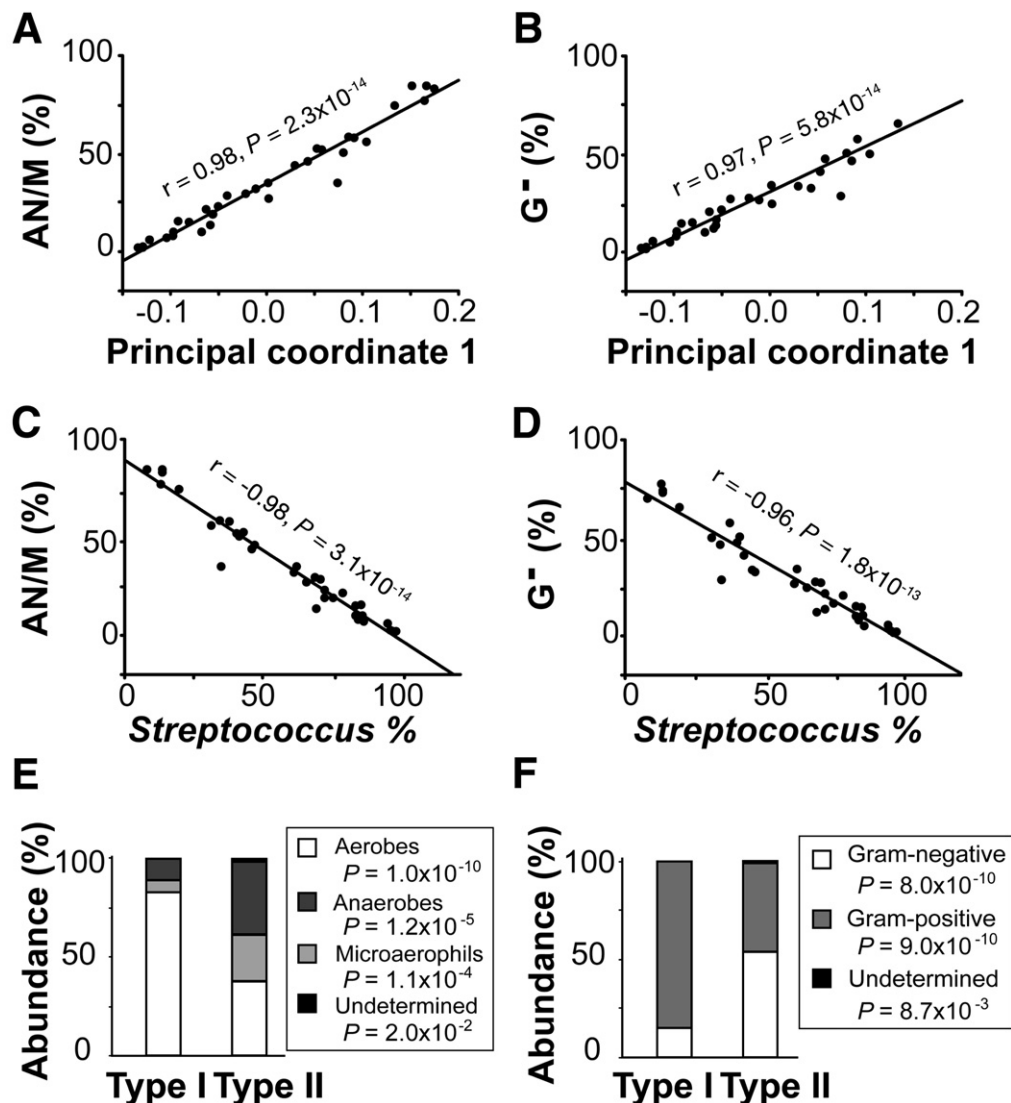 A
AN/M (%)
100
50
0
r = 0.98, P = 2.3x10⁻¹⁴
-0.1 0.0 0.1 0.2
Principal coordinate 1
B
G⁻ (%)
100
50
0
r = 0.97, P = 5.8x10⁻¹⁴
-0.1 0.0 0.1 0.2
Principal coordinate 1
C
AN/M (%)
100
50
0
r = -0.98, P = 3.1x10⁻¹⁴
0 50 100
Streptococcus %
D
G⁻ (%)
100
50
0
r = -0.96, P = 1.8x10⁻¹³
0 50 100
Streptococcus %
E
Abundance (%)
100
50
0
Type I Type II
Aerobes
P = 1.0x10⁻¹⁰
Anaerobes
P = 1.2x10⁻⁵
Microaerophils
P = 1.1x10⁻⁴
Undetermined
P = 2.0x10⁻²
F
Abundance (%)
100
50
0
Type I Type II
Gram-negative
P = 8.0x10⁻¹⁰
Gram-positive
P = 9.0x10⁻¹⁰
Undetermined
P = 8.7x10⁻³